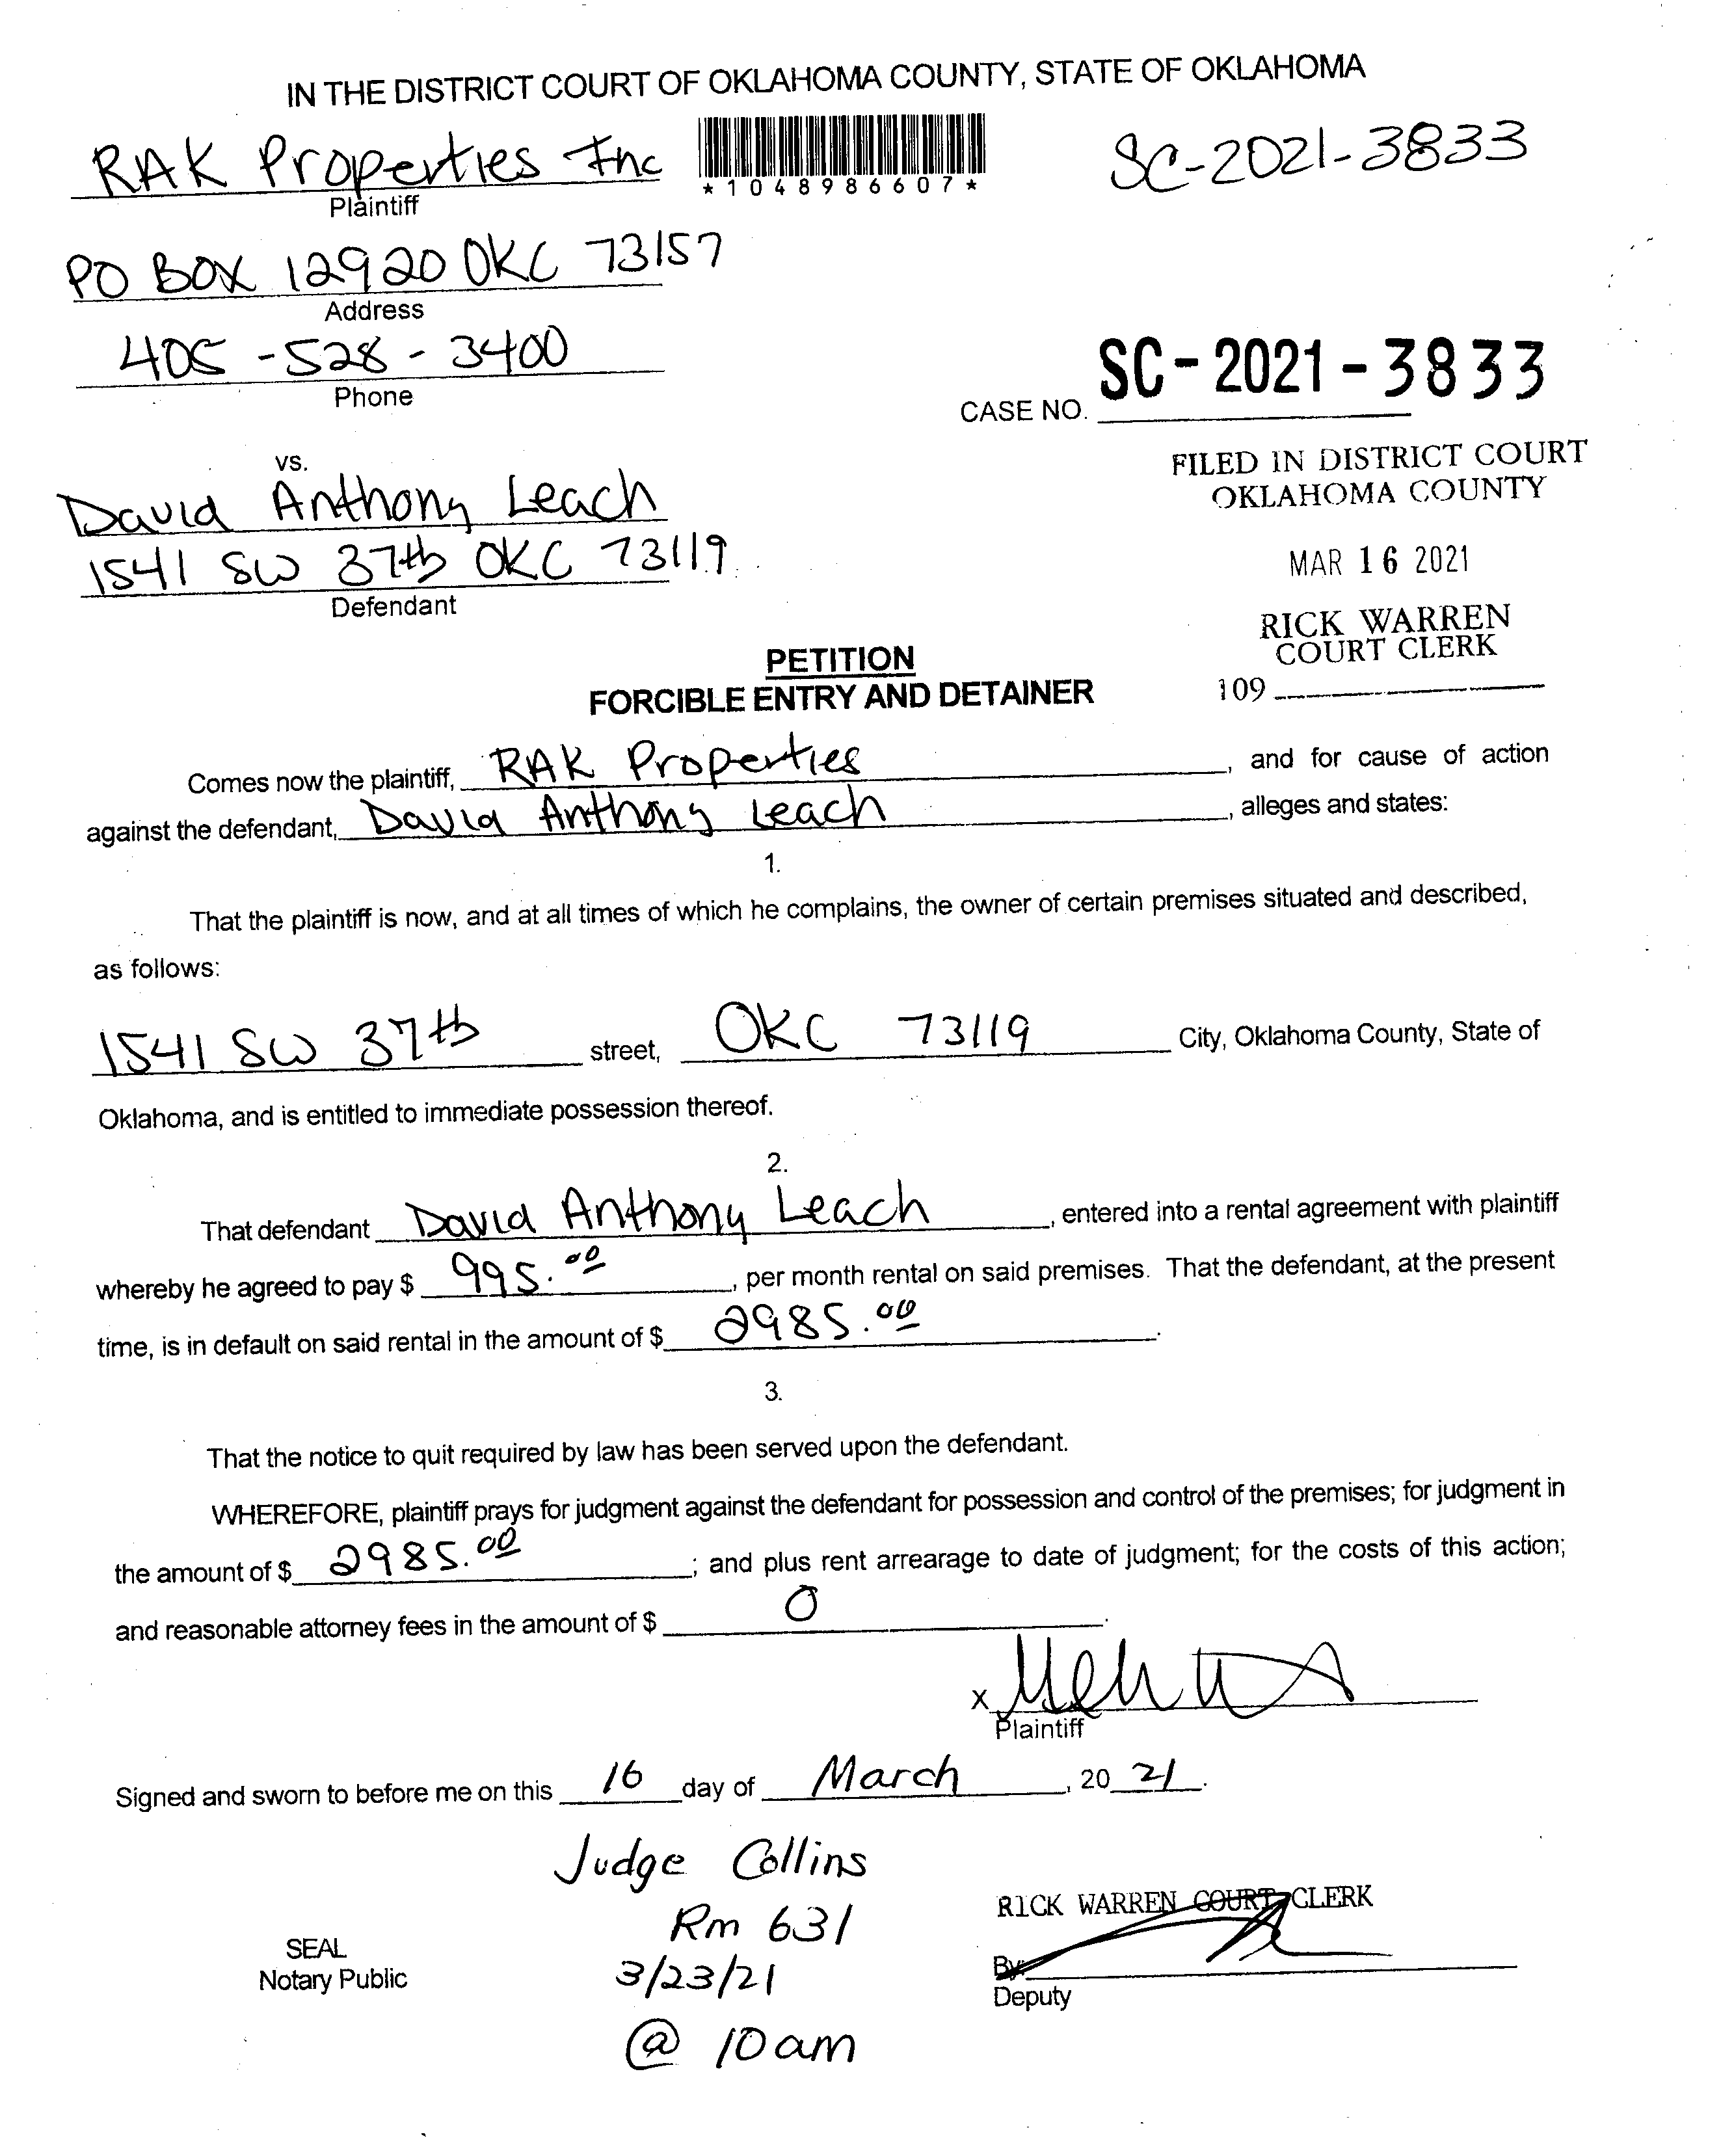 IN THE DISTRICT COURT OF OKLAHOMA COUNTY, STATE OF OKLAHOMA
RAK Properties Inc
*1048986607*
SC-2021-3833
Plaintiff
PO BOX 12920 OKC 73157
Address
405-528-3400
Phone
CASE NO. SC-2021-3833
vs.
FILED IN DISTRICT COURT
OKLAHOMA COUNTY
David Anthony Leach
1541 SW 37th OKC 73119
Defendant
MAR 16 2021
RICK WARREN
COURT CLERK
109
PETITION
FORCIBLE ENTRY AND DETAINER
Comes now the plaintiff, RAK Properties, and for cause of action
against the defendant, David Anthony Leach, alleges and states:
1.
That the plaintiff is now, and at all times of which he complains, the owner of certain premises situated and described,
as follows:
1541 SW 37th street, OKC 73119 City, Oklahoma County, State of
Oklahoma, and is entitled to immediate possession thereof.
2.
That defendant David Anthony Leach, entered into a rental agreement with plaintiff
whereby he agreed to pay $ 995.00, per month rental on said premises. That the defendant, at the present
time, is in default on said rental in the amount of $ 2985.00.
3.
That the notice to quit required by law has been served upon the defendant.
WHEREFORE, plaintiff prays for judgment against the defendant for possession and control of the premises; for judgment in
the amount of $ 2985.00; and plus rent arrearage to date of judgment; for the costs of this action;
and reasonable attorney fees in the amount of $ 0.
X
Plaintiff
Signed and sworn to before me on this 16 day of March, 20 21.
Judge Collins
Rm 631
3/23/21
@ 10am
SEAL
Notary Public
RICK WARREN COURT CLERK
By:
Deputy